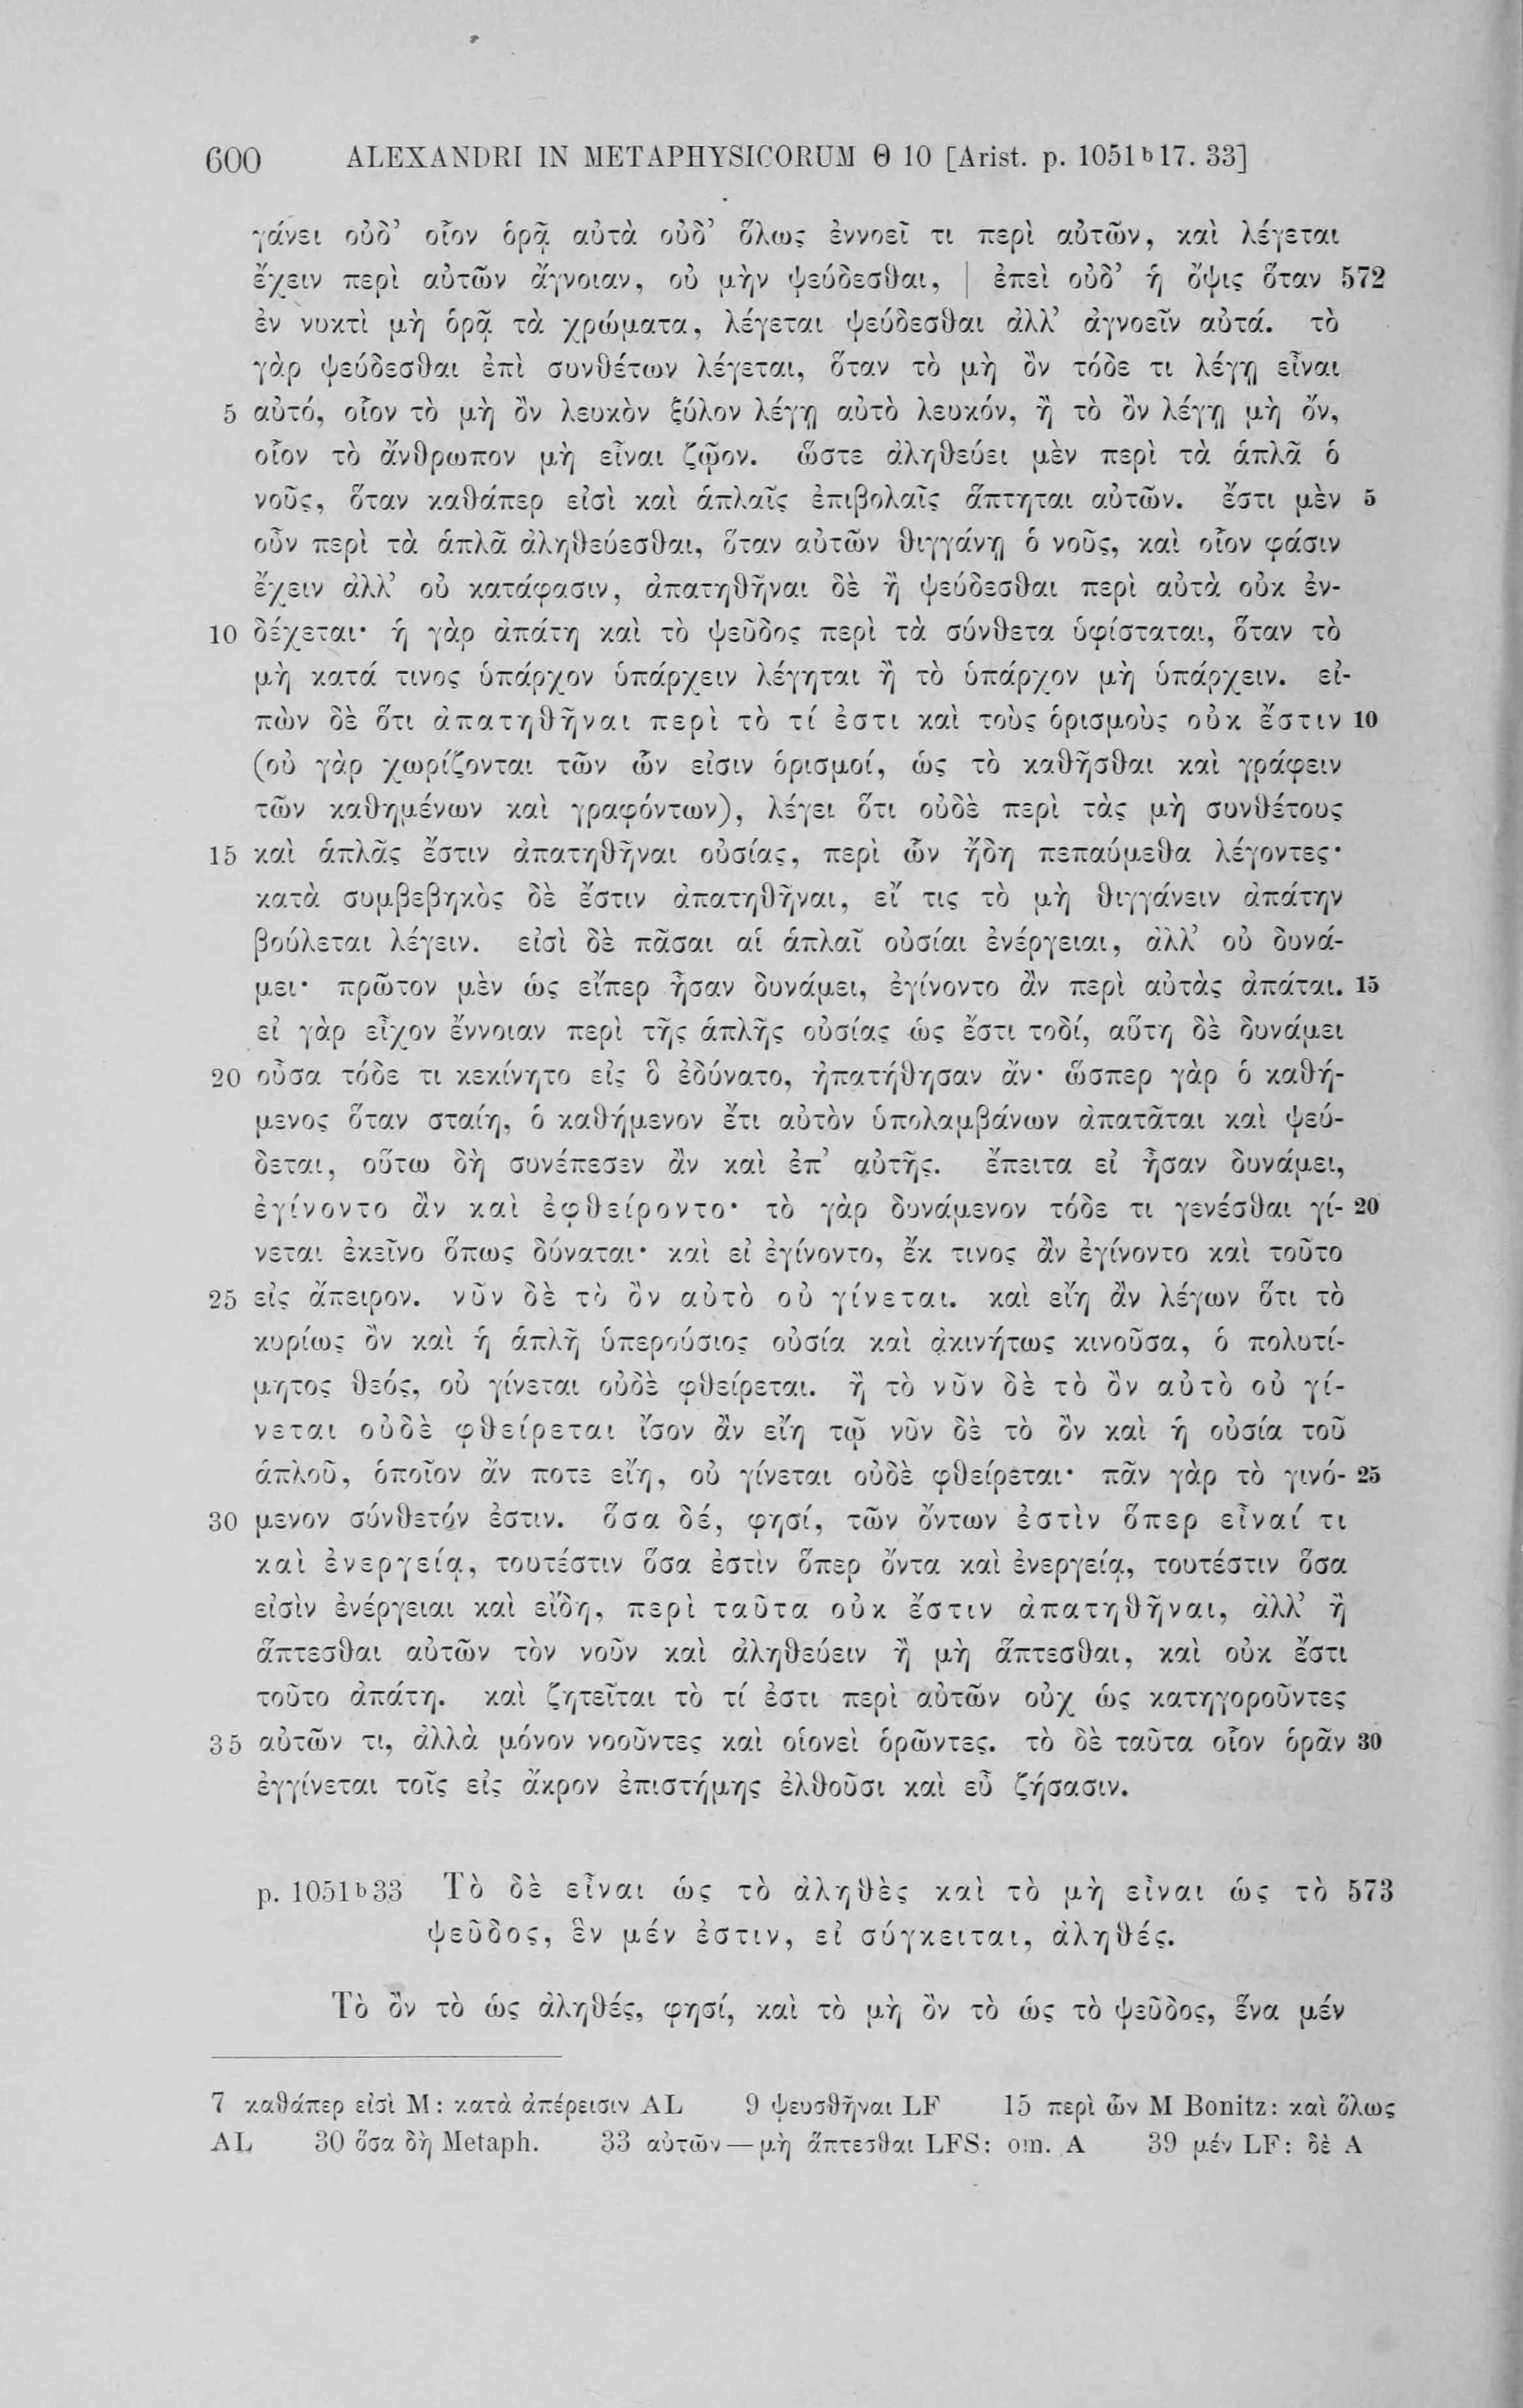 600 ALEXANDRI IN METAPHYSICORUM Θ 10 [Arist. p. 1051b17. 33]
γάνει οὐδ’ οἷον ὁρᾷ αὐτὰ οὐδ’ ὅλως ἐννοεῖ τι περὶ αὐτῶν, καὶ λέγεται
ἔχειν περὶ αὐτῶν ἄγνοιαν, οὐ μὴν ψεύδεσθαι, | ἐπεὶ οὐδ’ ἡ ὄψις ὅταν 572
ἐν νυκτὶ μὴ ὁρᾷ τὰ χρώματα, λέγεται ψεύδεσθαι ἀλλ’ ἀγνοεῖν αὐτά. τὸ
γὰρ ψεύδεσθαι ἐπὶ συνθέτων λέγεται, ὅταν τὸ μὴ ὂν τόδε τι λέγῃ εἶναι
5 αὐτό, οἷον τὸ μὴ ὂν λευκὸν ξύλον λέγῃ αὐτὸ λευκόν, ἢ τὸ ὂν λέγῃ μὴ ὄν,
οἷον τὸ ἄνθρωπον μὴ εἶναι ζῷον. ὥστε ἀληθεύει μὲν περὶ τὰ ἁπλᾶ ὁ
νοῦς, ὅταν καθάπερ εἰσὶ καὶ ἁπλαῖς ἐπιβολαῖς ἅπτηται αὐτῶν. ἔστι μὲν 5
οὖν περὶ τὰ ἁπλᾶ ἀληθεύεσθαι, ὅταν αὐτῶν θιγγάνῃ ὁ νοῦς, καὶ οἷον φάσιν
ἔχειν ἀλλ’ οὐ κατάφασιν, ἀπατηθῆναι δὲ ἢ ψεύδεσθαι περὶ αὐτὰ οὐκ ἐν-
10 δέχεται· ἡ γὰρ ἀπάτη καὶ τὸ ψεῦδος περὶ τὰ σύνθετα ὑφίσταται, ὅταν τὸ
μὴ κατά τινος ὑπάρχον ὑπάρχειν λέγηται ἢ τὸ ὑπάρχον μὴ ὑπάρχειν. εἰ-
πὼν δὲ ὅτι ἀπατηθῆναι περὶ τὸ τί ἐστι καὶ τοὺς ὁρισμοὺς οὐκ ἔστιν 10
(οὐ γὰρ χωρίζονται τῶν ὧν εἰσιν ὁρισμοί, ὡς τὸ καθῆσθαι καὶ γράφειν
τῶν καθημένων καὶ γραφόντων), λέγει ὅτι οὐδὲ περὶ τὰς μὴ συνθέτους
15 καὶ ἁπλᾶς ἔστιν ἀπατηθῆναι οὐσίας, περὶ ὧν ἤδη πεπαύμεθα λέγοντες·
κατὰ συμβεβηκὸς δὲ ἔστιν ἀπατηθῆναι, εἴ τις τὸ μὴ θιγγάνειν ἀπάτην
βούλεται λέγειν. εἰσὶ δὲ πᾶσαι αἱ ἁπλαῖ οὐσίαι ἐνέργειαι, ἀλλ’ οὐ δυνά-
μει· πρῶτον μὲν ὡς εἴπερ ἦσαν δυνάμει, ἐγίνοντο ἂν περὶ αὐτὰς ἀπάται. 15
εἰ γὰρ εἶχον ἔννοιαν περὶ τῆς ἁπλῆς οὐσίας ὡς ἔστι τοδί, αὕτη δὲ δυνάμει
20 οὖσα τόδε τι κεκίνητο εἰς ὃ ἐδύνατο, ἠπατήθησαν ἄν· ὥσπερ γὰρ ὁ καθή-
μενος ὅταν σταίη, ὁ καθήμενον ἔτι αὐτὸν ὑπολαμβάνων ἀπατᾶται καὶ ψεύ-
δεται, οὕτω δὴ συνέπεσεν ἂν καὶ ἐπ’ αὐτῆς. ἔπειτα εἰ ἦσαν δυνάμει,
ἐγίνοντο ἂν καὶ ἐφθείροντο· τὸ γὰρ δυνάμενον τόδε τι γενέσθαι γί- 20
νεται ἐκεῖνο ὅπως δύναται· καὶ εἰ ἐγίνοντο, ἔκ τινος ἂν ἐγίνοντο καὶ τοῦτο
25 εἰς ἄπειρον. νῦν δὲ τὸ ὂν αὐτὸ οὐ γίνεται. καὶ εἴη ἂν λέγων ὅτι τὸ
κυρίως ὂν καὶ ἡ ἁπλῆ ὑπερούσιος οὐσία καὶ ἀκινήτως κινοῦσα, ὁ πολυτί-
μητος θεός, οὐ γίνεται οὐδὲ φθείρεται. ἢ τὸ νῦν δὲ τὸ ὂν αὐτὸ οὐ γί-
νεται οὐδὲ φθείρεται ἴσον ἂν εἴη τῷ νῦν δὲ τὸ ὂν καὶ ἡ οὐσία τοῦ
ἁπλοῦ, ὁποῖον ἄν ποτε εἴη, οὐ γίνεται οὐδὲ φθείρεται· πᾶν γὰρ τὸ γινό- 25
30 μενον σύνθετόν ἐστιν. ὅσα δέ, φησί, τῶν ὄντων ἐστὶν ὅπερ εἶναί τι
καὶ ἐνεργείᾳ, τουτέστιν ὅσα ἐστὶν ὅπερ ὄντα καὶ ἐνεργείᾳ, τουτέστιν ὅσα
εἰσὶν ἐνέργειαι καὶ εἴδη, περὶ ταῦτα οὐκ ἔστιν ἀπατηθῆναι, ἀλλ’ ἢ
ἅπτεσθαι αὐτῶν τὸν νοῦν καὶ ἀληθεύειν ἢ μὴ ἅπτεσθαι, καὶ οὐκ ἔστι
τοῦτο ἀπάτη. καὶ ζητεῖται τὸ τί ἐστι περὶ αὐτῶν οὐχ ὡς κατηγοροῦντες
35 αὐτῶν τι, ἀλλὰ μόνον νοοῦντες καὶ οἱονεὶ ὁρῶντες. τὸ δὲ ταῦτα οἷον ὁρᾶν 30
ἐγγίνεται τοῖς εἰς ἄκρον ἐπιστήμης ἐλθοῦσι καὶ εὖ ζήσασιν.
p. 1051b33 Τὸ δὲ εἶναι ὡς τὸ ἀληθὲς καὶ τὸ μὴ εἶναι ὡς τὸ 573
ψεῦδος, ἓν μέν ἐστιν, εἰ σύγκειται, ἀληθές.
Τὸ ὂν τὸ ὡς ἀληθές, φησί, καὶ τὸ μὴ ὂν τὸ ὡς τὸ ψεῦδος, ἕνα μέν
7 καθάπερ εἰσὶ M: κατὰ ἀπέρεισιν AL 9 ψευσθῆναι LF 15 περὶ ὧν M Bonitz: καὶ ὅλως
AL 30 ὅσα δὴ Metaph. 33 αὐτῶν — μὴ ἅπτεσθαι LFS: om. A 39 μέν LF: δὲ A